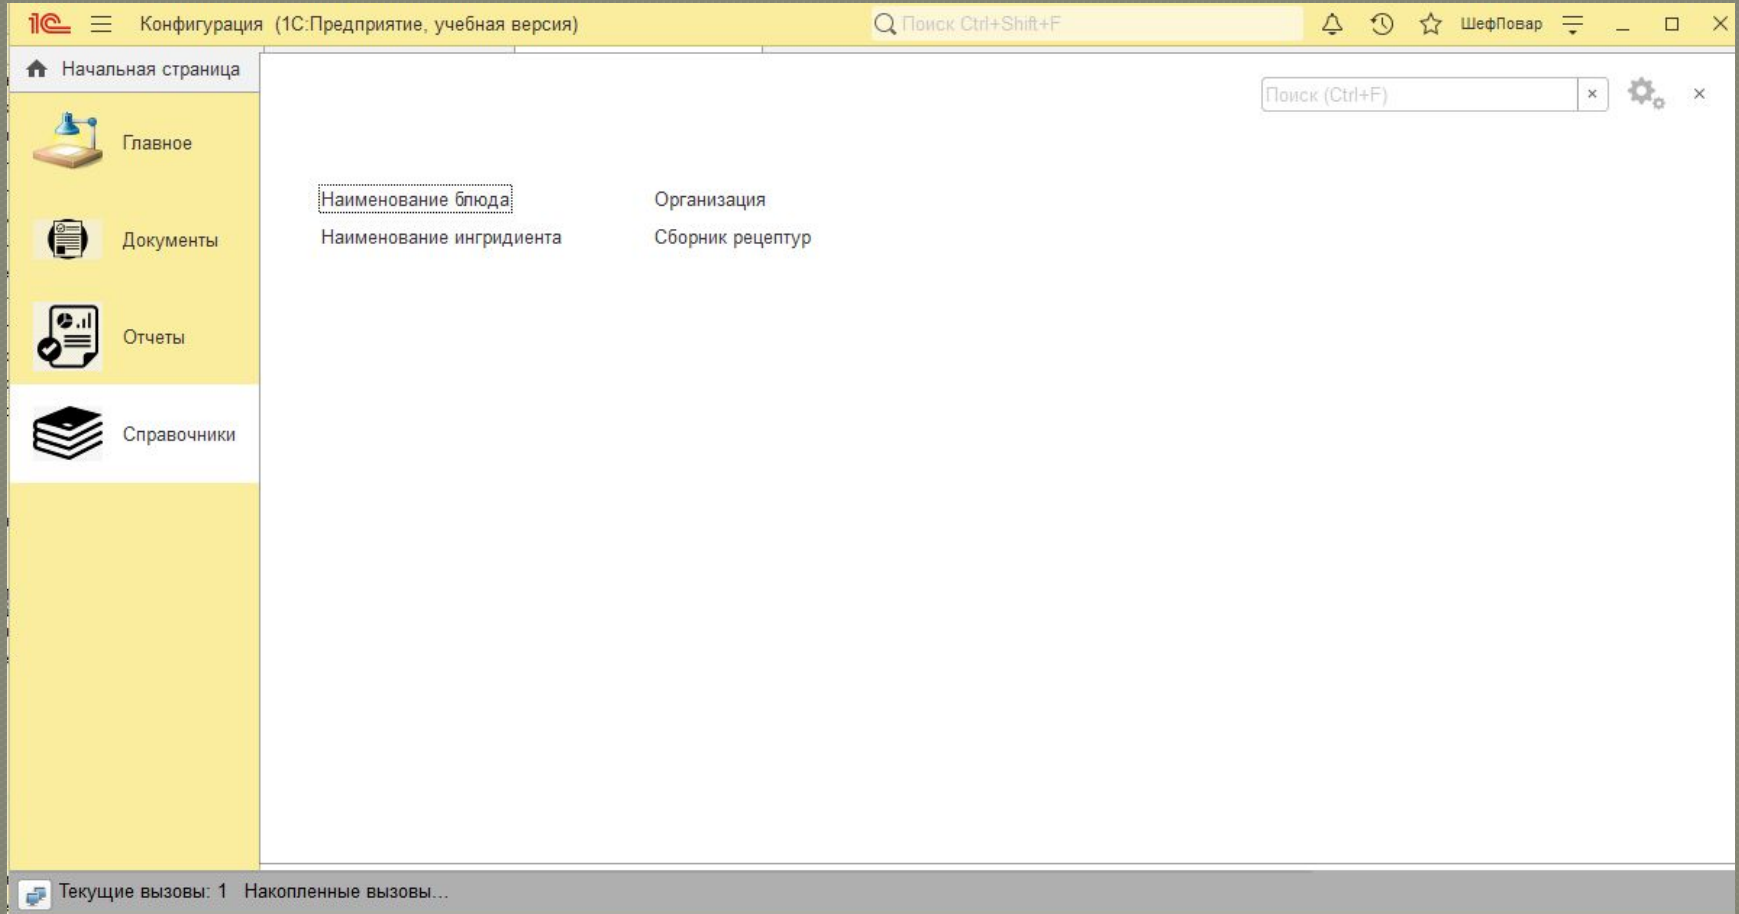 1С Конфигурация (1С:Предприятие, учебная версия) Поиск Ctrl+Shift+F ШефПовар
Начальная страница
Поиск (Ctrl+F)
Главное
Наименование блюда Организация
Наименование ингридиента Сборник рецептур
Документы
Отчеты
Справочники
Текущие вызовы: 1 Накопленные вызовы...